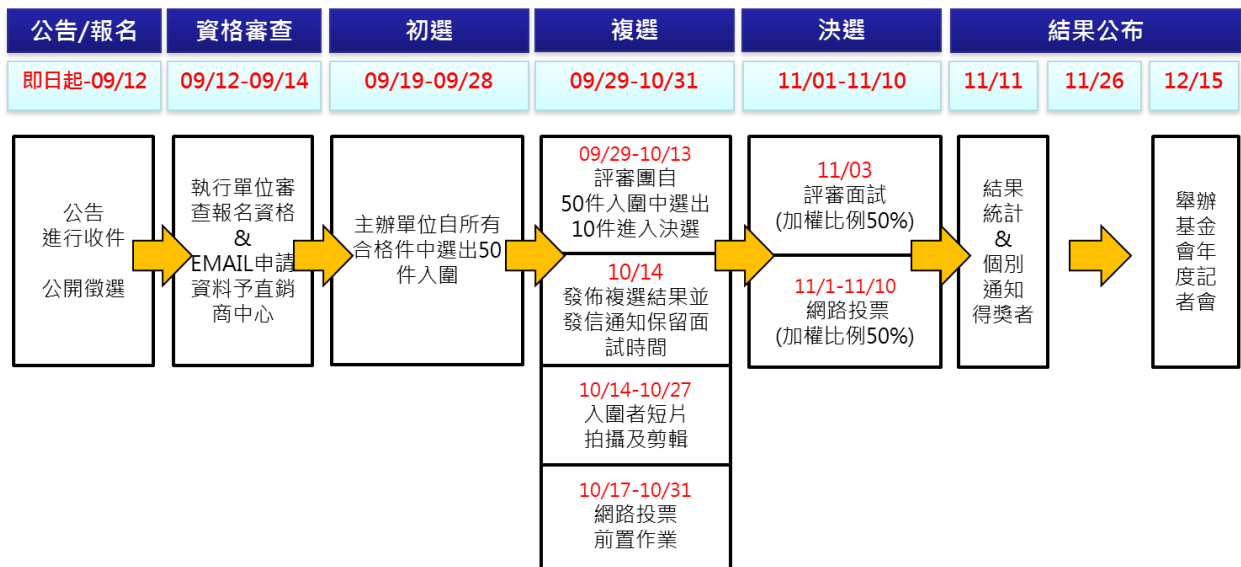 公告/報名
資格審查
初選
複選
決選
結果公布
即日起-09/12
09/12-09/14
09/19-09/28
09/29-10/31
11/01-11/10
11/11
11/26
12/15
公告
進行收件
公開徵選
執行單位審
查報名資格
&
EMAIL申請
資料予直銷
商中心
主辦單位自所有
合格件中選出50
件入圍
09/29-10/13
評審團自
50件入圍中選出
10件進入決選
10/14
發佈複選結果並
發信通知保留面
試時間
10/14-10/27
入圍者短片
拍攝及剪輯
10/17-10/31
網路投票
前置作業
11/03
評審面試
(加權比例50%)
11/1-11/10
網路投票
(加權比例50%)
結果
統計
&
個別
通知
得獎者
舉辦
基金
會年
度記
者會